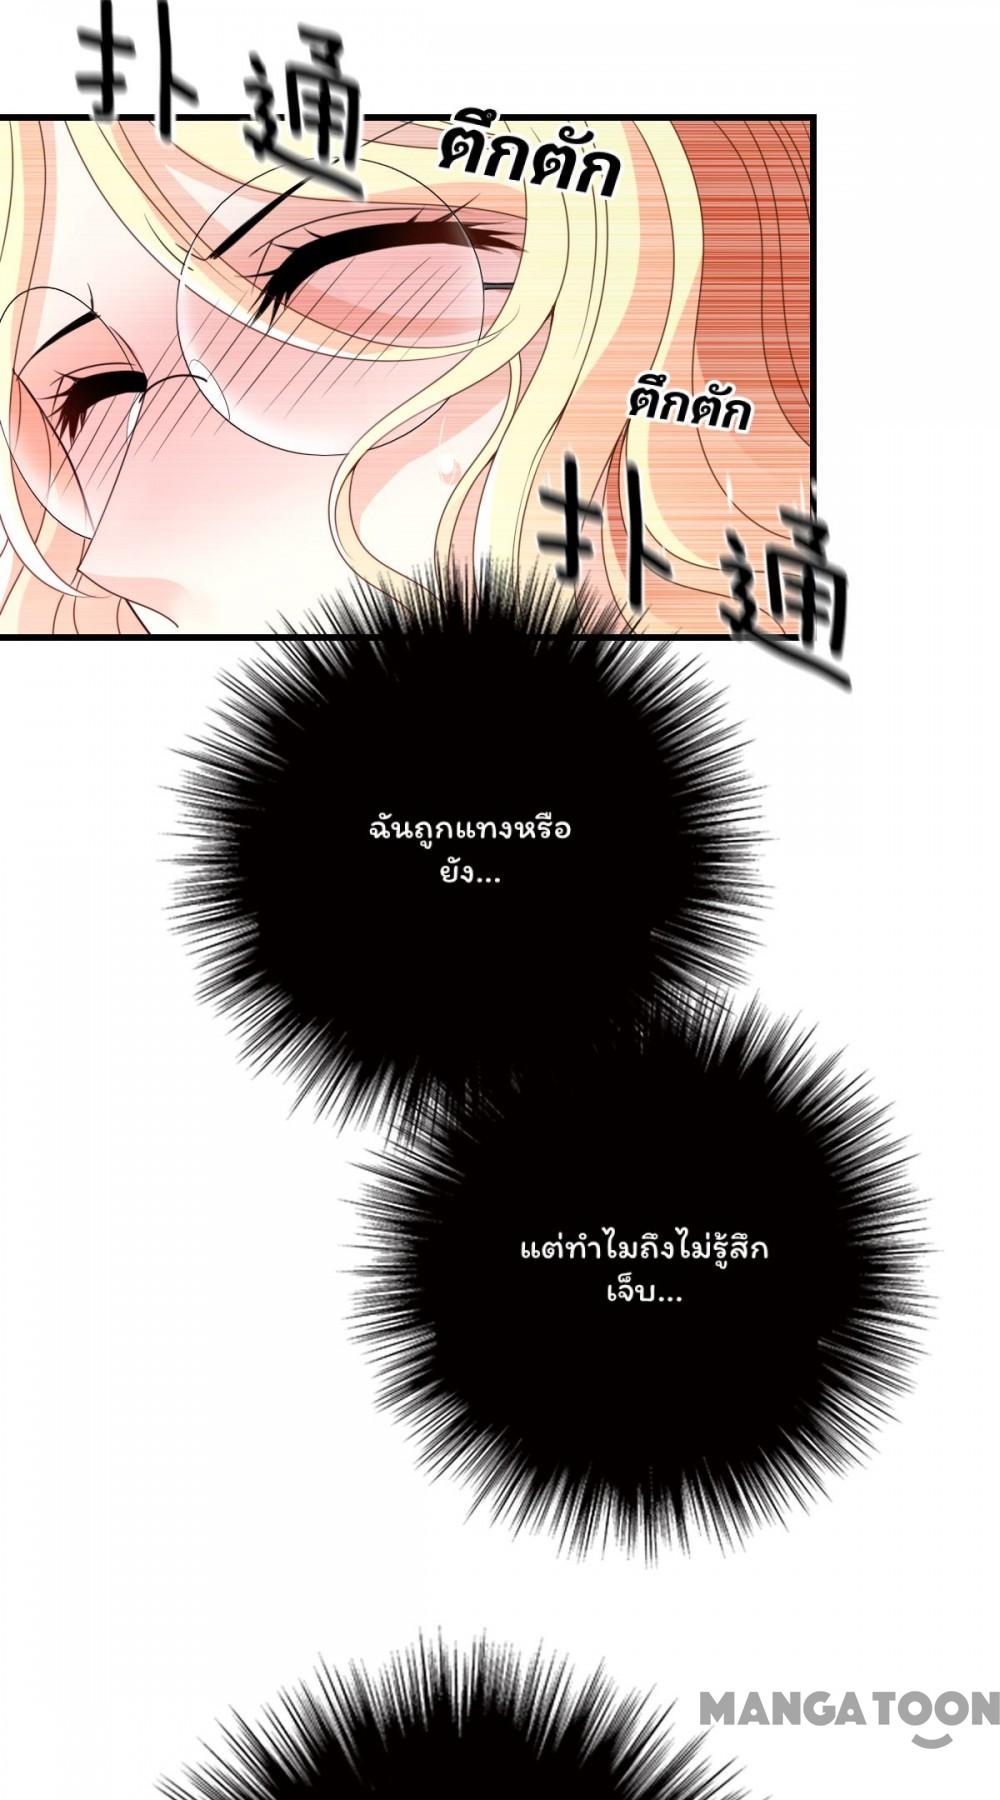 扑通
ตึกตัก
ตึกตัก
扑通
ฉันถูกแทงหรือ
ยัง...
แต่ทำไมถึงไม่รู้สึก
เจ็บ...
MANGATOON